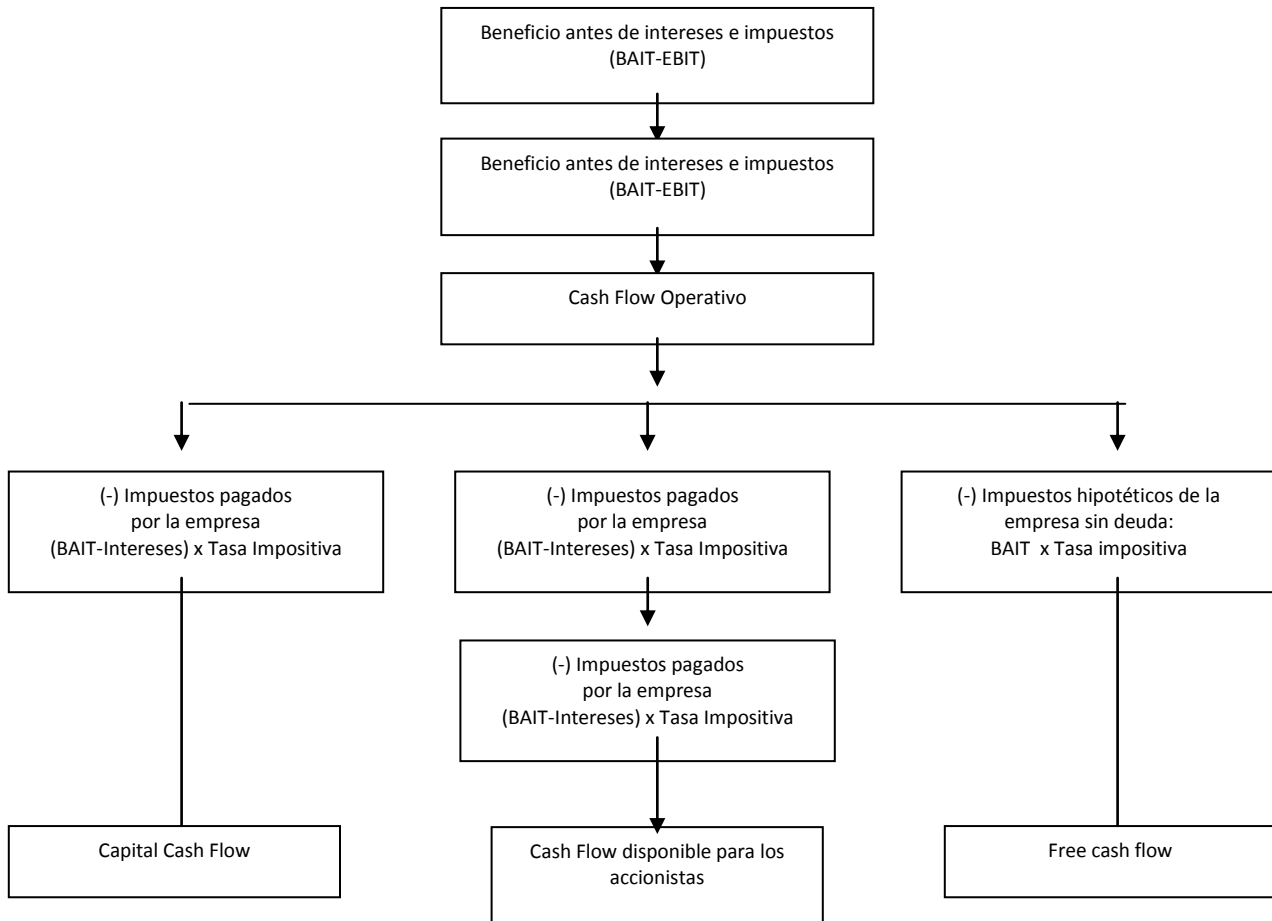 Beneficio antes de intereses e impuestos
(BAIT-EBIT)
Beneficio antes de intereses e impuestos
(BAIT-EBIT)
Cash Flow Operativo
(-) Impuestos pagados
por la empresa
(BAIT-Intereses) x Tasa Impositiva
(-) Impuestos pagados
por la empresa
(BAIT-Intereses) x Tasa Impositiva
(-) Impuestos hipotéticos de la
empresa sin deuda:
BAIT x Tasa impositiva
(-) Impuestos pagados
por la empresa
(BAIT-Intereses) x Tasa Impositiva
Capital Cash Flow
Cash Flow disponible para los
accionistas
Free cash flow